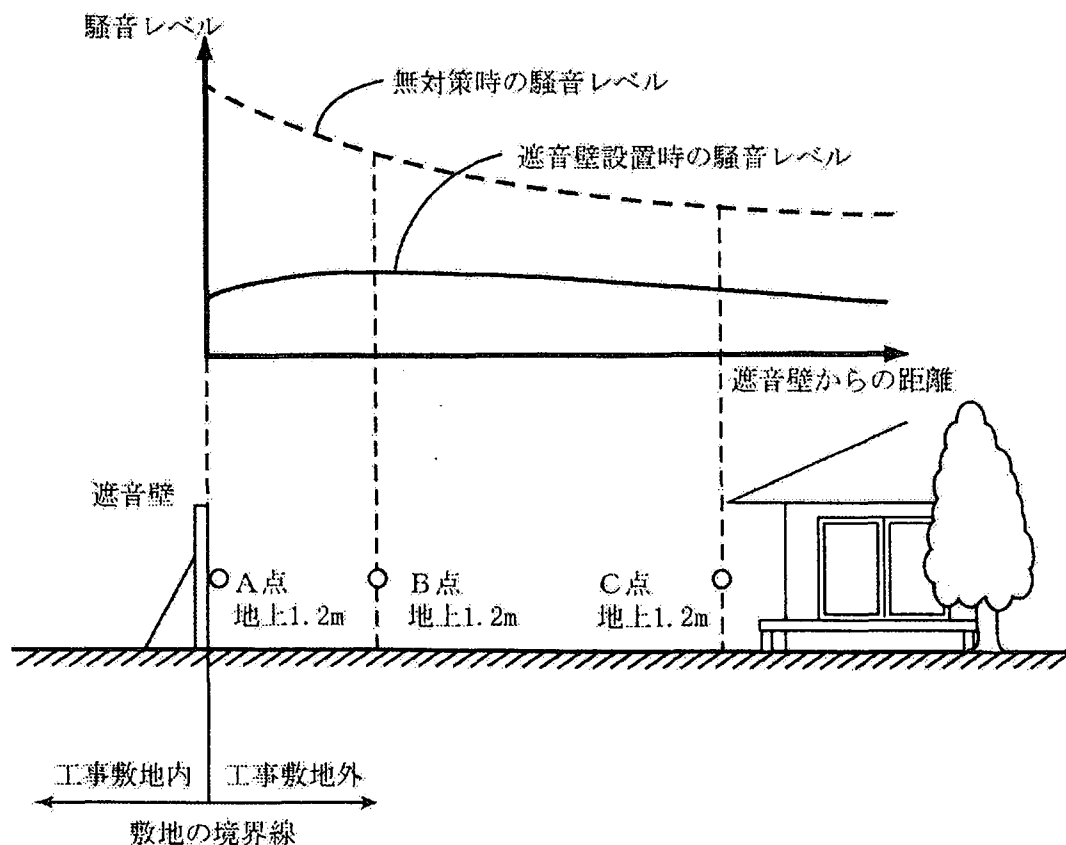 騒音レベル
無対策時の騒音レベル
遮音壁設置時の騒音レベル
遮音壁からの距離
遮音壁
A点
地上1.2m
B点
地上1.2m
C点
地上1.2m
工事敷地内
工事敷地外
敷地の境界線